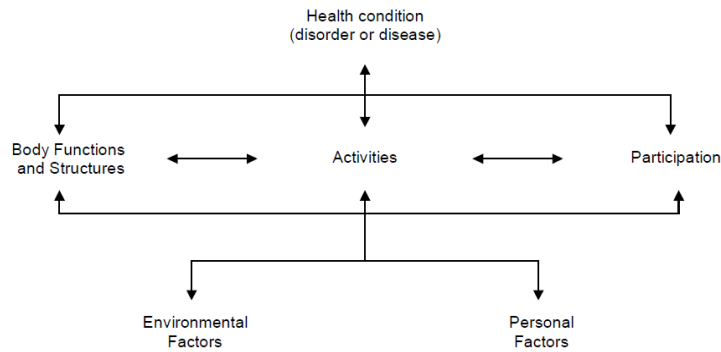 Health condition
(disorder or disease)
Body Functions
and Structures
Activities
Participation
Environmental
Factors
Personal
Factors